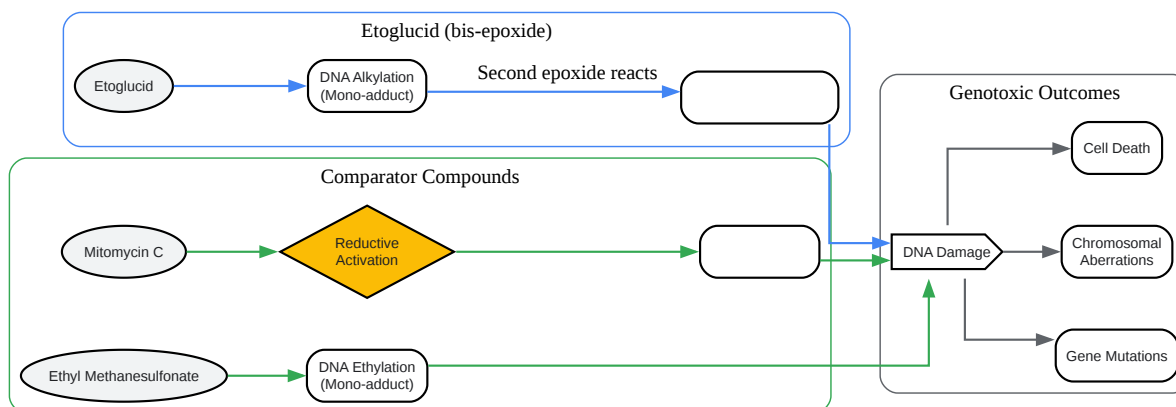 Etoglucid (bis-epoxide)
Etoglucid
DNA Alkylation
(Mono-adduct)
Second epoxide reacts
Genotoxic Outcomes
Cell Death
Comparator Compounds
Mitomycin C
Reductive
Activation
DNA Damage
Chromosomal
Aberrations
Ethyl Methanesulfonate
DNA Ethylation
(Mono-adduct)
Gene Mutations